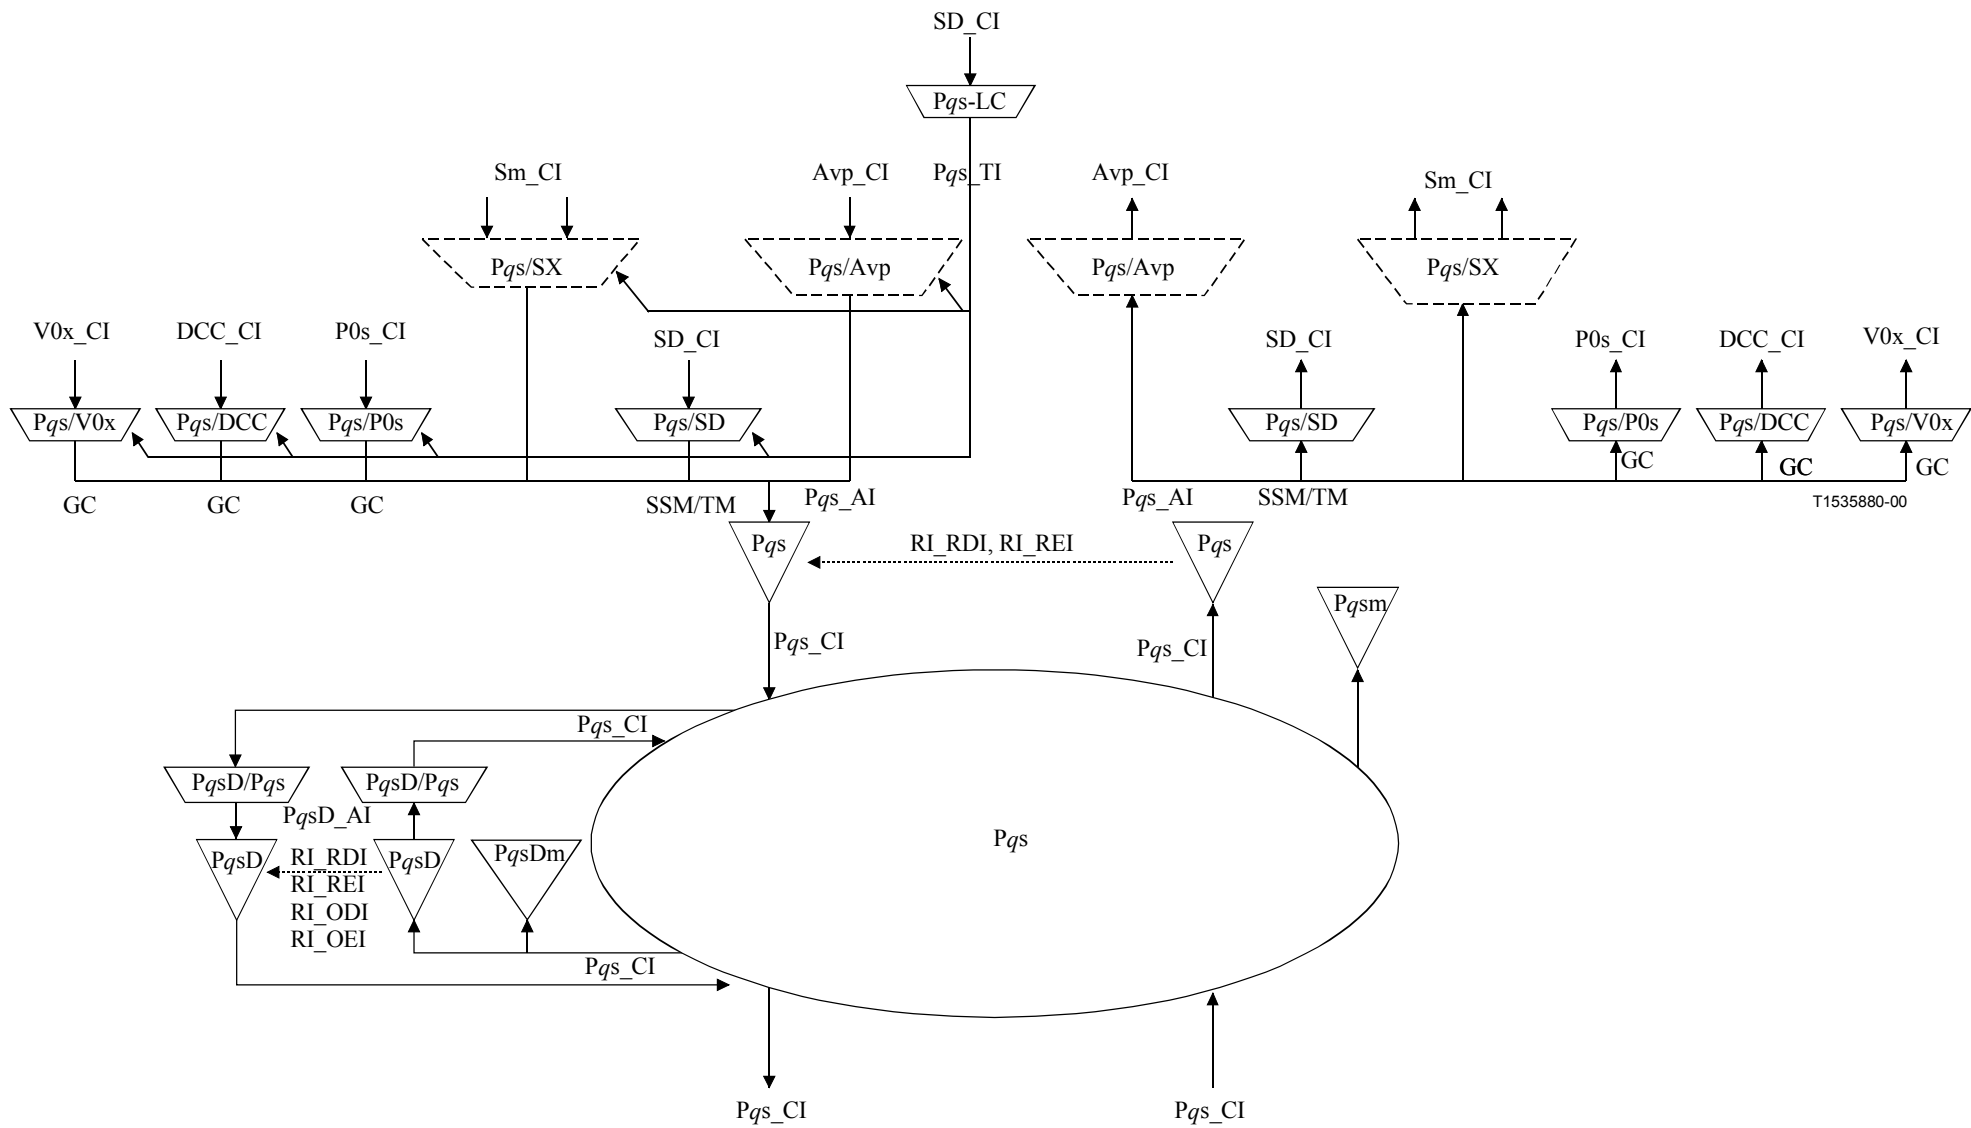 SD_CI
Pqs-LC
Sm_CI
Avp_CI
Pqs_TI
Avp_CI
Sm_CI
Pqs/SX
Pqs/Avp
Pqs/Avp
Pqs/SX
V0x_CI
DCC_CI
P0s_CI
SD_CI
SD_CI
P0s_CI
DCC_CI
V0x_CI
Pqs/V0x
Pqs/DCC
Pqs/P0s
Pqs/SD
Pqs/SD
Pqs/P0s
Pqs/DCC
Pqs/V0x
GC
GC
GC
GC
GC
GC
SSM/TM
Pqs_AI
Pqs_AI
SSM/TM
T1535880-00
Pqs
RI_RDI, RI_REI
Pqs
Pqsm
Pqs_CI
Pqs_CI
Pqs_CI
PqsD/Pqs
PqsD/Pqs
PqsD_AI
PqsD
RI_RDI
RI_REI
RI_ODI
RI_OEI
PqsD
PqsDm
Pqs
Pqs_CI
Pqs_CI
Pqs_CI